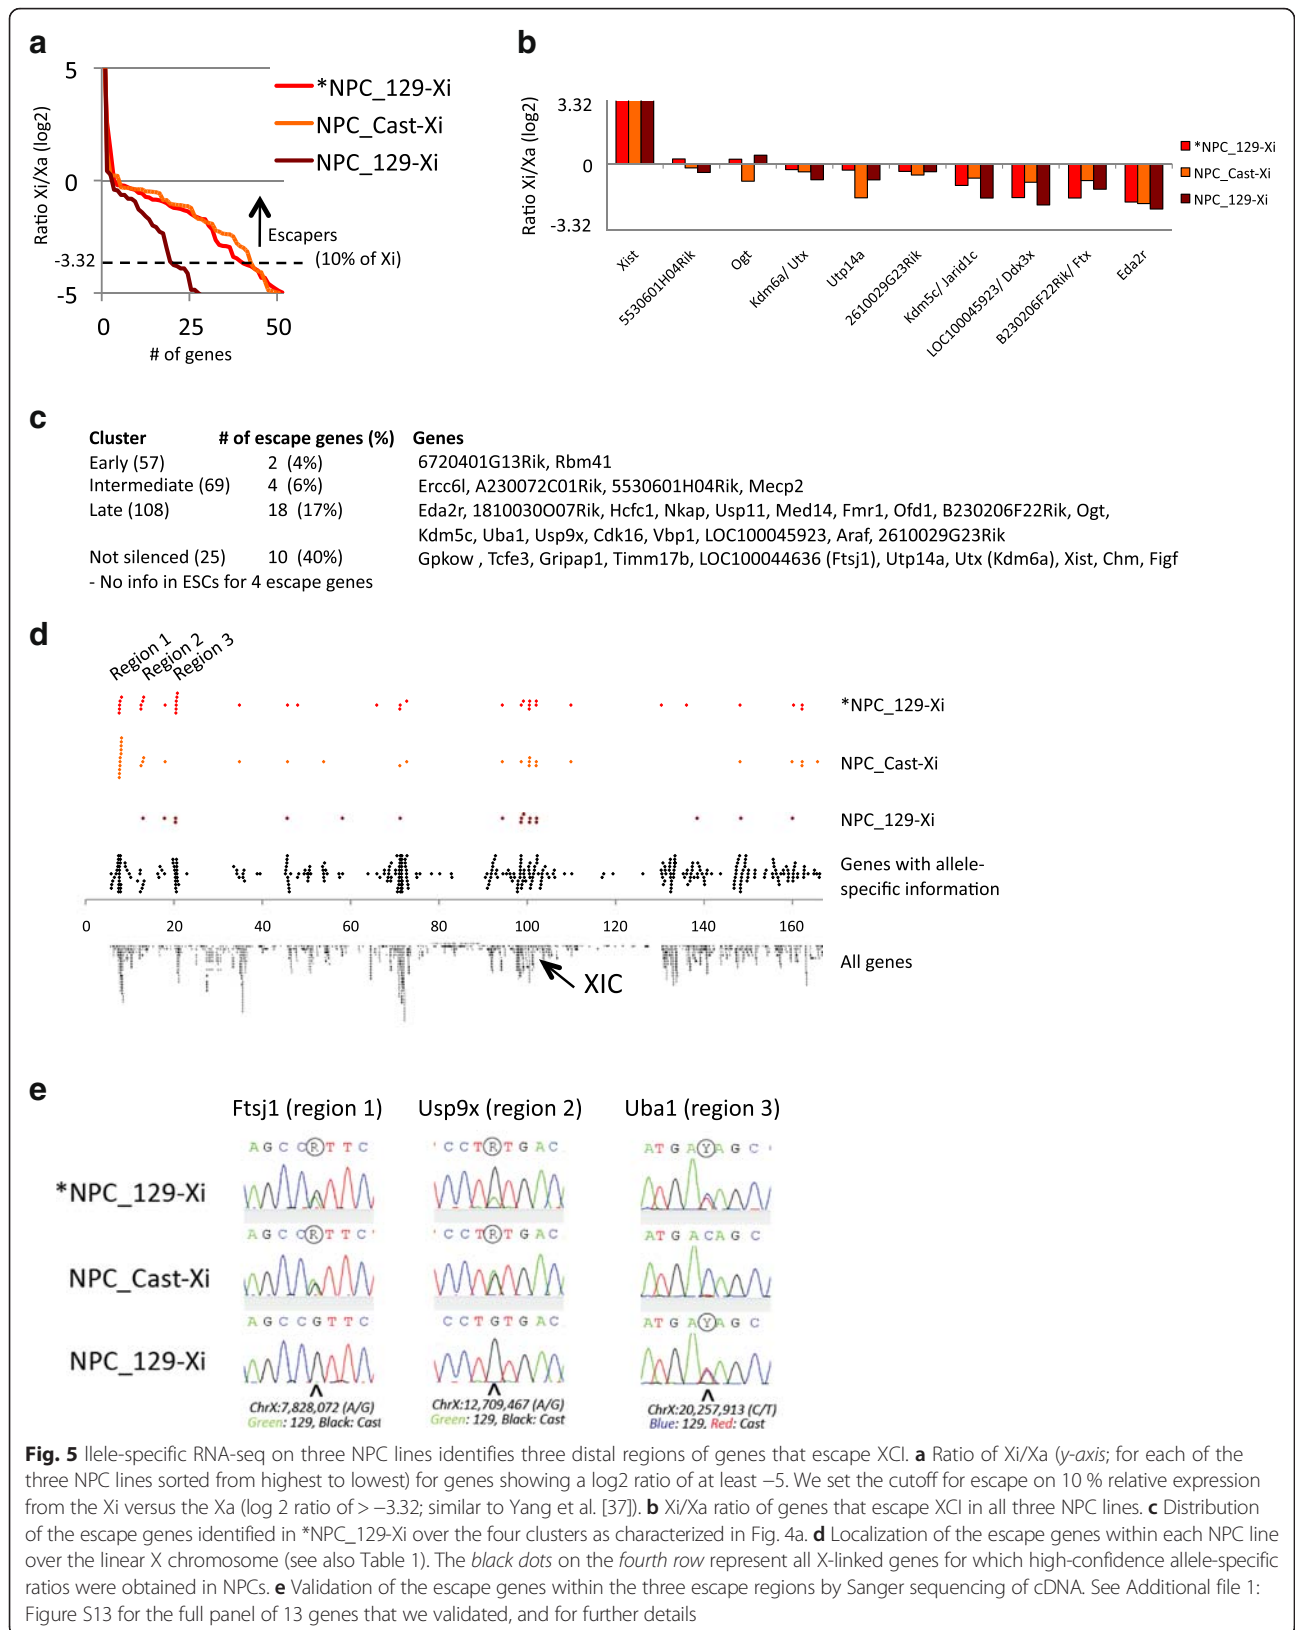 a
5
0
-3.32
-5
Ratio Xi/Xa (log2)
*NPC_129-Xi
NPC_Cast-Xi
NPC_129-Xi
Escapers
(10% of Xi)
0 25 50
# of genes
b
Ratio Xi/Xa (log2)
3.32
0
-3.32
*NPC_129-Xi
NPC_Cast-Xi
NPC_129-Xi
Xist
5530601H04Rik
Ogt
Kdm6a/ Utx
Utp14a
2610029G23Rik
Kdm5c/ Jarid1c
LOC100045923/ Ddx3x
B230206F22Rik/ Ftx
Eda2r
c
Cluster # of escape genes (%) Genes
Early (57) 2 (4%) 6720401G13Rik, Rbm41
Intermediate (69) 4 (6%) Ercc6l, A230072C01Rik, 5530601H04Rik, Mecp2
Late (108) 18 (17%) Eda2r, 1810030O07Rik, Hcfc1, Nkap, Usp11, Med14, Fmr1, Ofd1, B230206F22Rik, Ogt,
Kdm5c, Uba1, Usp9x, Cdk16, Vbp1, LOC100045923, Araf, 2610029G23Rik
Not silenced (25) 10 (40%) Gpkow , Tcfe3, Gripap1, Timm17b, LOC100044636 (Ftsj1), Utp14a, Utx (Kdm6a), Xist, Chm, Figf
- No info in ESCs for 4 escape genes
d
Region 1
Region 2
Region 3
*NPC_129-Xi
NPC_Cast-Xi
NPC_129-Xi
Genes with allele-
specific information
0 20 40 60 80 100 120 140 160
All genes
XIC
e
Ftsj1 (region 1) Usp9x (region 2) Uba1 (region 3)
*NPC_129-Xi
A G C C R T T C
C C T R T G A C
A T G A Y A G C
NPC_Cast-Xi
A G C C R T T C
C C T R T G A C
A T G A C A G C
NPC_129-Xi
A G C C G T T C
C C T G T G A C
A T G A Y A G C
ChrX:7,828,072 (A/G)
Green: 129, Black: Cast
ChrX:12,709,467 (A/G)
Green: 129, Black: Cast
ChrX:20,257,913 (C/T)
Blue: 129, Red: Cast
Fig. 5 llele-specific RNA-seq on three NPC lines identifies three distal regions of genes that escape XCI. a Ratio of Xi/Xa (y-axis; for each of the
three NPC lines sorted from highest to lowest) for genes showing a log2 ratio of at least −5. We set the cutoff for escape on 10 % relative expression
from the Xi versus the Xa (log 2 ratio of > −3.32; similar to Yang et al. [37]). b Xi/Xa ratio of genes that escape XCI in all three NPC lines. c Distribution
of the escape genes identified in *NPC_129-Xi over the four clusters as characterized in Fig. 4a. d Localization of the escape genes within each NPC line
over the linear X chromosome (see also Table 1). The black dots on the fourth row represent all X-linked genes for which high-confidence allele-specific
ratios were obtained in NPCs. e Validation of the escape genes within the three escape regions by Sanger sequencing of cDNA. See Additional file 1:
Figure S13 for the full panel of 13 genes that we validated, and for further details